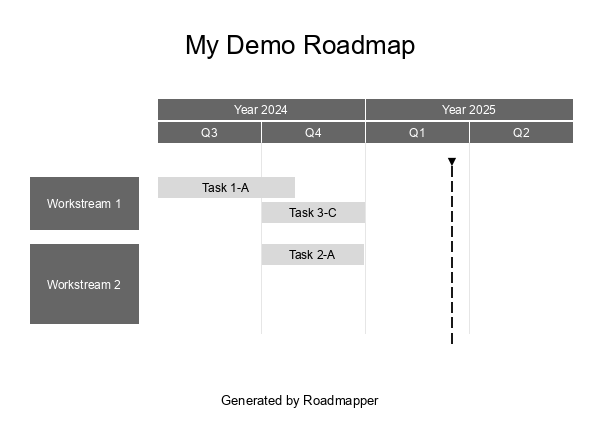 My Demo Roadmap
Year 2024 Year 2025
Q3 Q4 Q1 Q2
Workstream 1
Task 1-A
Task 3-C
Workstream 2
Task 2-A
Generated by Roadmapper